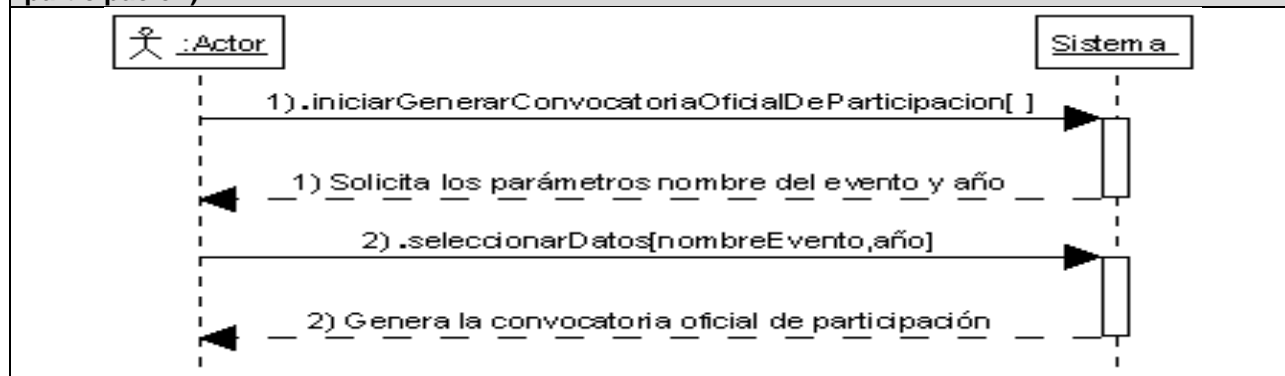 :Actor
Sistema
1).iniciarGenerarConvocatoriaOficialDeParticipacion[ ]
1) Solicita los parámetros nombre del evento y año
2).seleccionarDatos[nombreEvento,año]
2) Genera la convocatoria oficial de participación